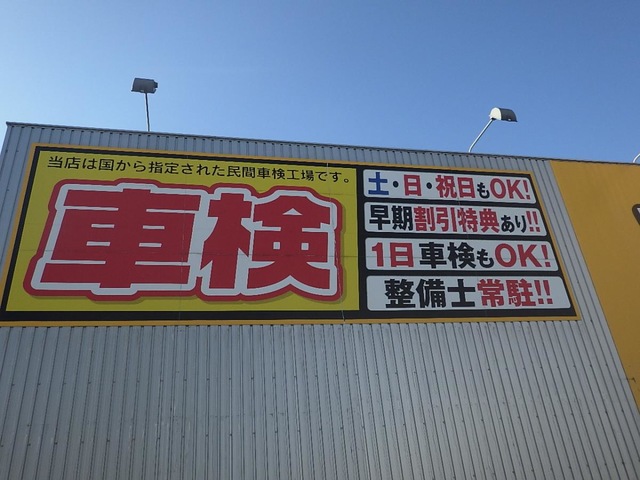 当店は国から指定された民間車検工場です。
車検
土・日・祝日もOK!
早期割引特典あり!!
1日車検もOK!
整備士常駐!!